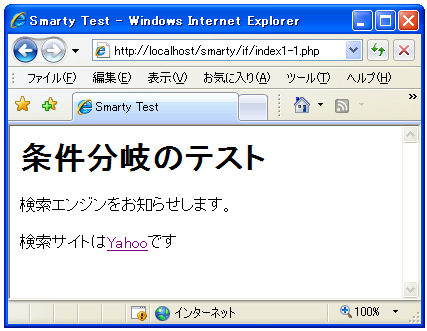 Smarty Test - Windows Internet Explorer
http://localhost/smarty/if/index1-1.php
ファイル(F) 編集(E) 表示(V) お気に入り(A) ツール(T) ヘルプ(H)
Smarty Test
条件分岐のテスト
検索エンジンをお知らせします。
検索サイトはYahooです
インターネット 100%